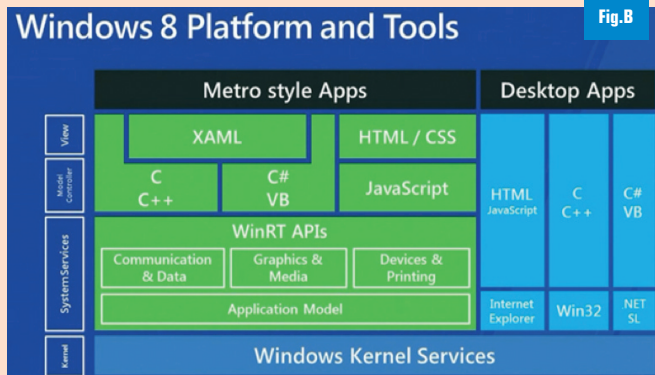 Windows 8 Platform and Tools
Fig.B
Metro style Apps
Desktop Apps
View
XAML
HTML / CSS
Model
Controller
C
C++
C#
VB
JavaScript
HTML
JavaScript
C
C++
C#
VB
System Services
WinRT APIs
Communication
& Data
Graphics &
Media
Devices &
Printing
Application Model
Internet
Explorer
Win32
NET
SL
Kernel
Windows Kernel Services